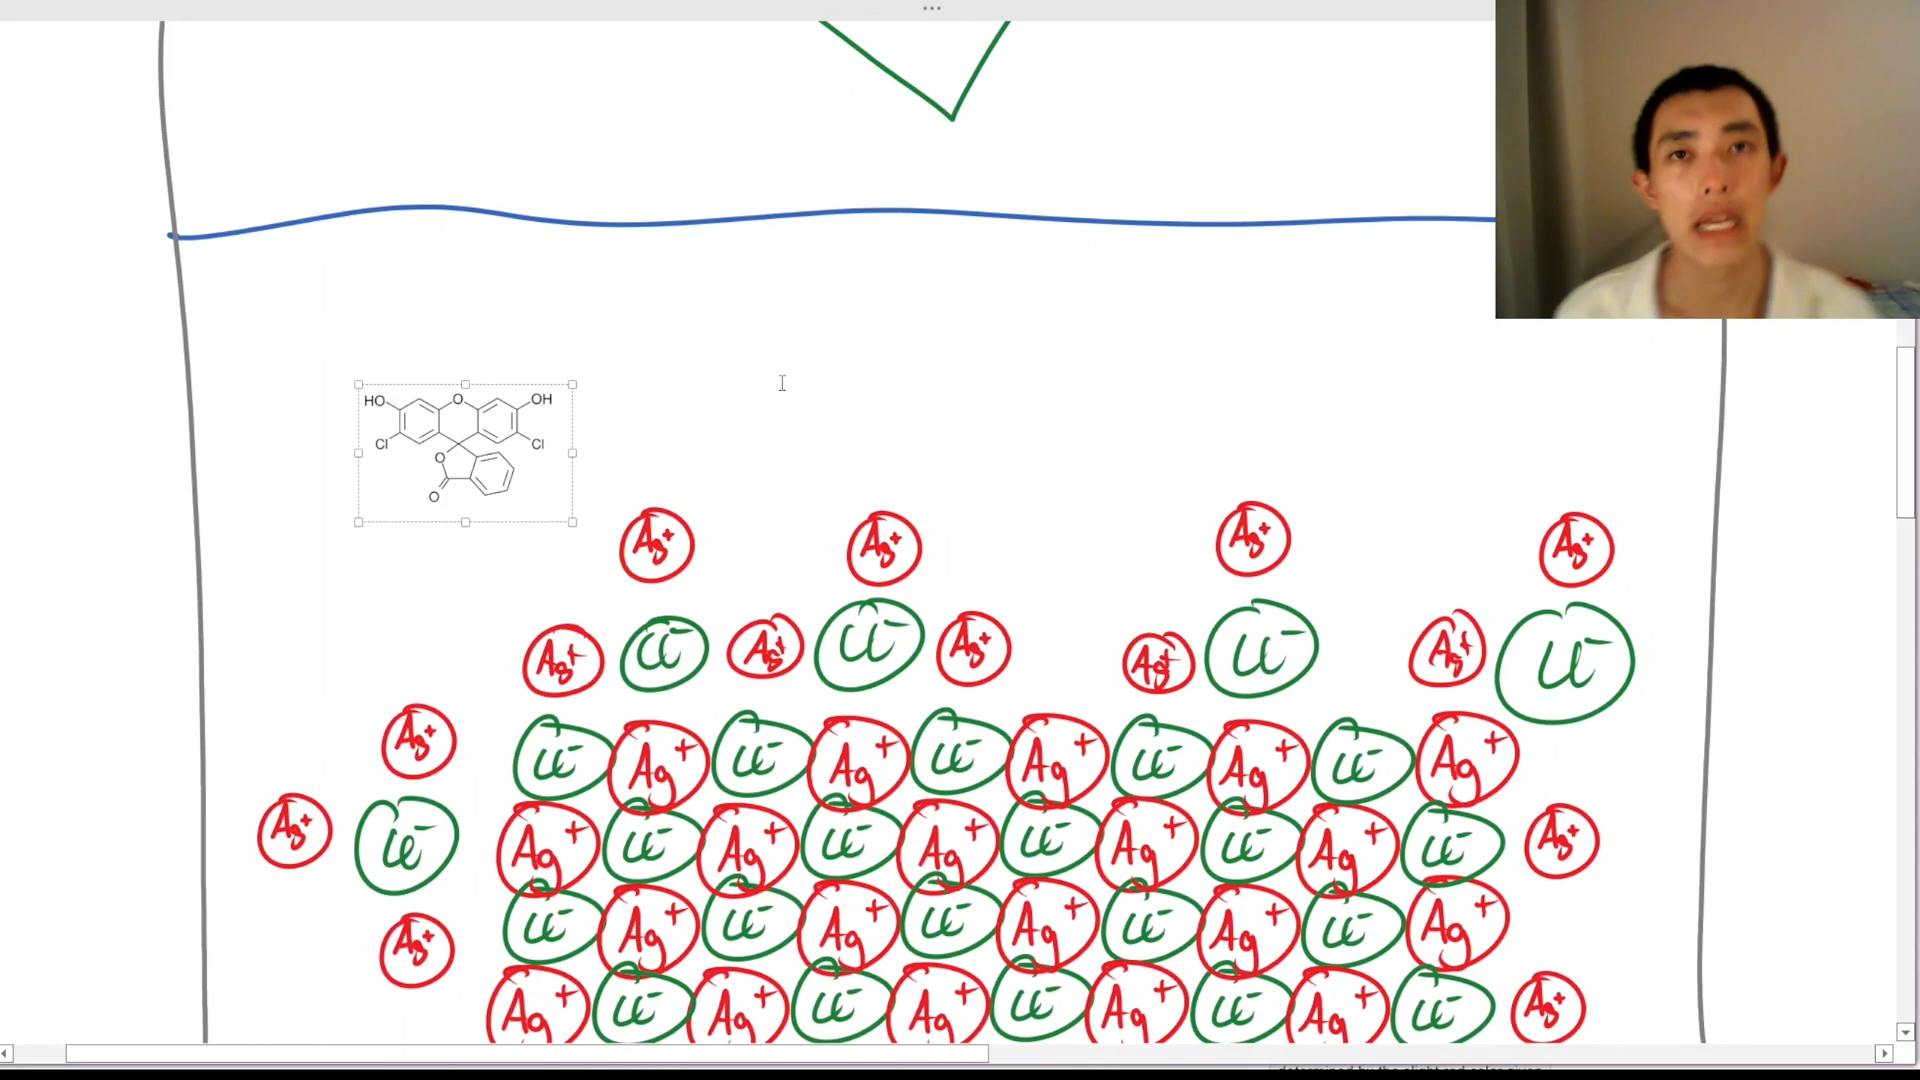 HO O OH
Cl Cl
O
O
Ag+ Ag+ Ag+ Ag+
Ag+ Cl- Ag+ Cl- Ag+ Ag+ Cl- Ag+ Cl-
Ag+ Cl- Ag+ Cl- Ag+ Cl- Ag+ Cl- Ag+ Cl- Ag+
Ag+ Cl- Ag+ Cl- Ag+ Cl- Ag+ Cl- Ag+ Cl- Ag+ Cl- Ag+
Ag+ Cl- Ag+ Cl- Ag+ Cl- Ag+ Cl- Ag+ Cl- Ag+
Ag+ Cl- Ag+ Cl- Ag+ Cl- Ag+ Cl- Ag+ Cl- Ag+